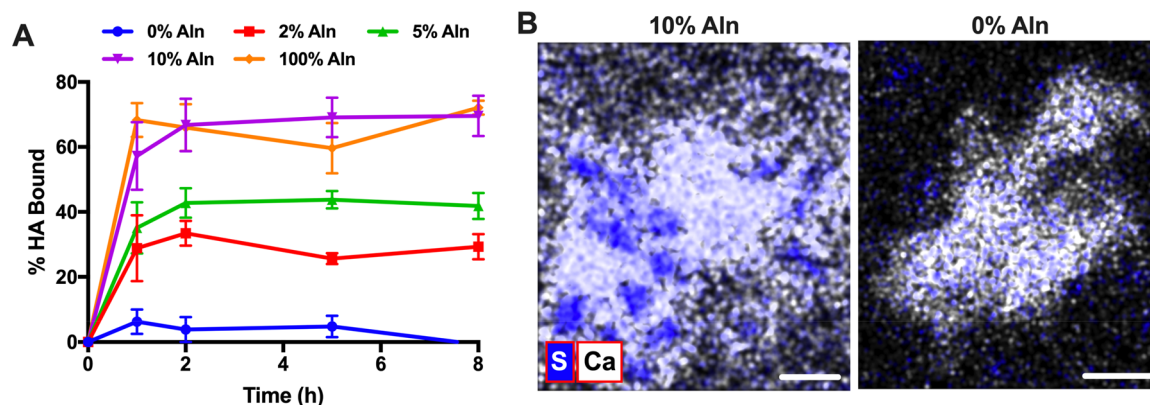 A
0% Aln 2% Aln 5% Aln
10% Aln 100% Aln
% HA Bound
80
60
40
20
0
0 2 4 6 8
Time (h)
B
10% Aln 0% Aln
S Ca